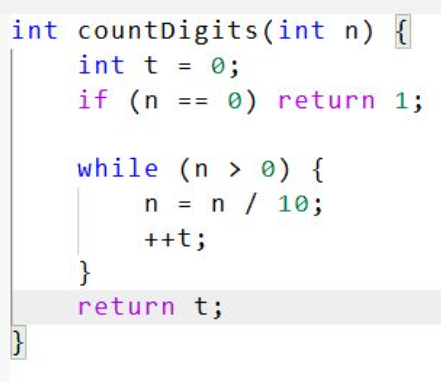 int countDigits(int n) {
    int t = 0;
    if (n == 0) return 1;

    while (n > 0) {
        n = n / 10;
        ++t;
    }
    return t;
}